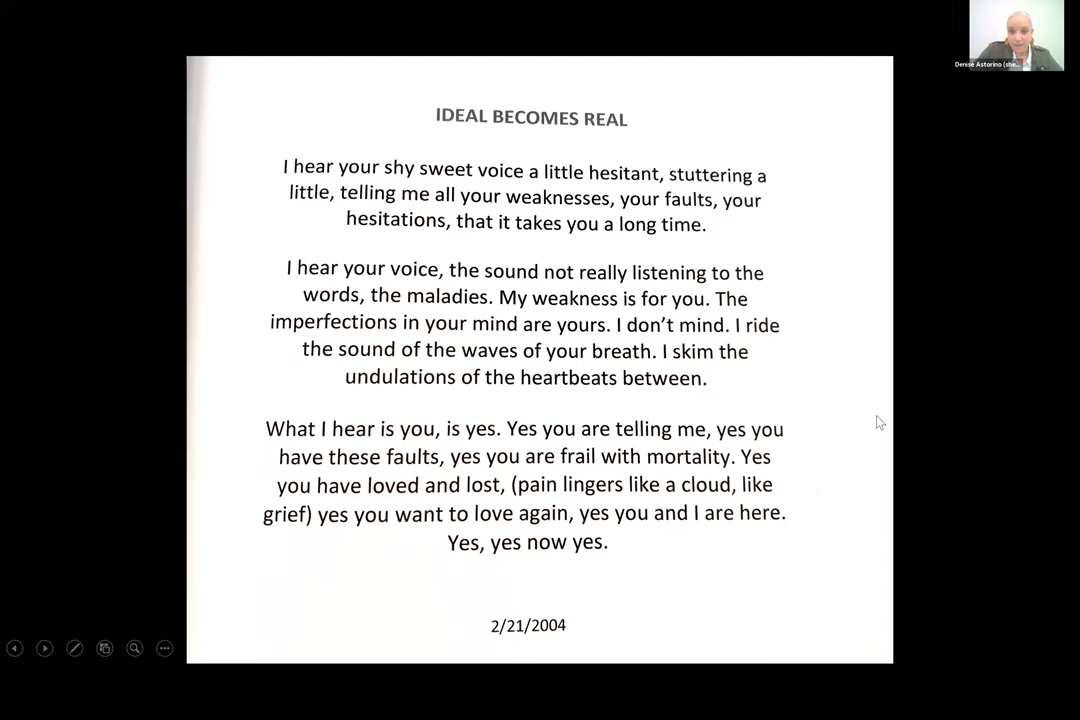 Denise Astorino (she...
IDEAL BECOMES REAL
I hear your shy sweet voice a little hesitant, stuttering a
little, telling me all your weaknesses, your faults, your
hesitations, that it takes you a long time.
I hear your voice, the sound not really listening to the
words, the maladies. My weakness is for you. The
imperfections in your mind are yours. I don’t mind. I ride
the sound of the waves of your breath. I skim the
undulations of the heartbeats between.
What I hear is you, is yes. Yes you are telling me, yes you
have these faults, yes you are frail with mortality. Yes
you have loved and lost, (pain lingers like a cloud, like
grief) yes you want to love again, yes you and I are here.
Yes, yes now yes.
2/21/2004